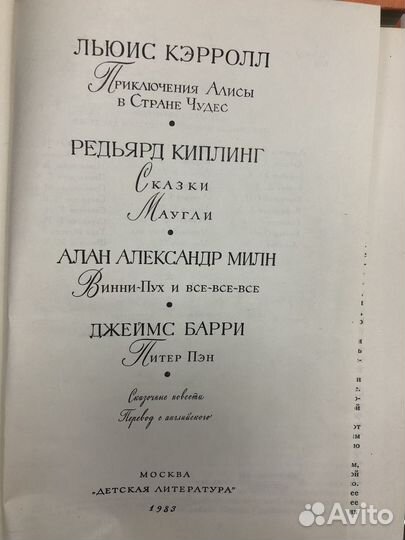 ЛЬЮИС КЭРРОЛЛ
ПРИКЛЮЧЕНИЯ АЛИСЫ
В СТРАНЕ ЧУДЕС
•
РЕДЬЯРД КИПЛИНГ
СКАЗКИ
МАУГЛИ
•
АЛАН АЛЕКСАНДР МИЛН
ВИННИ-ПУХ И ВСЕ-ВСЕ-ВСЕ
•
ДЖЕЙМС БАРРИ
ПИТЕР ПЭН
•
Сказочные повести
Перевод с английского
МОСКВА
„ДЕТСКАЯ ЛИТЕРАТУРА"
1983
Avito